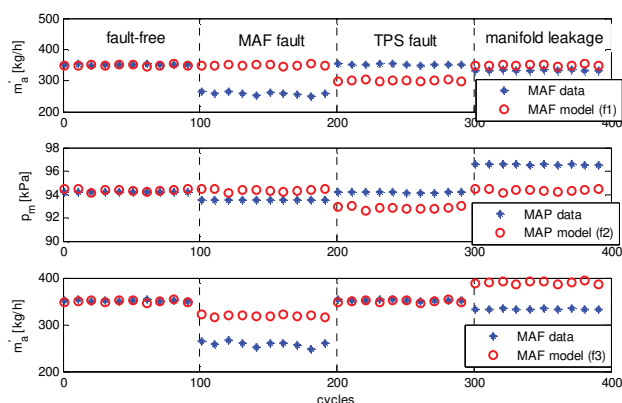 500
400
300
200
m'a [kg/h]
fault-free
MAF fault
TPS fault
manifold leakage
MAF data
MAF model (f1)
0
100
200
300
400
98
96
94
92
90
pm [kPa]
MAP data
MAP model (f2)
0
100
200
300
400
400
300
200
m'a [kg/h]
MAF data
MAF model (f3)
0
100
200
300
400
cycles